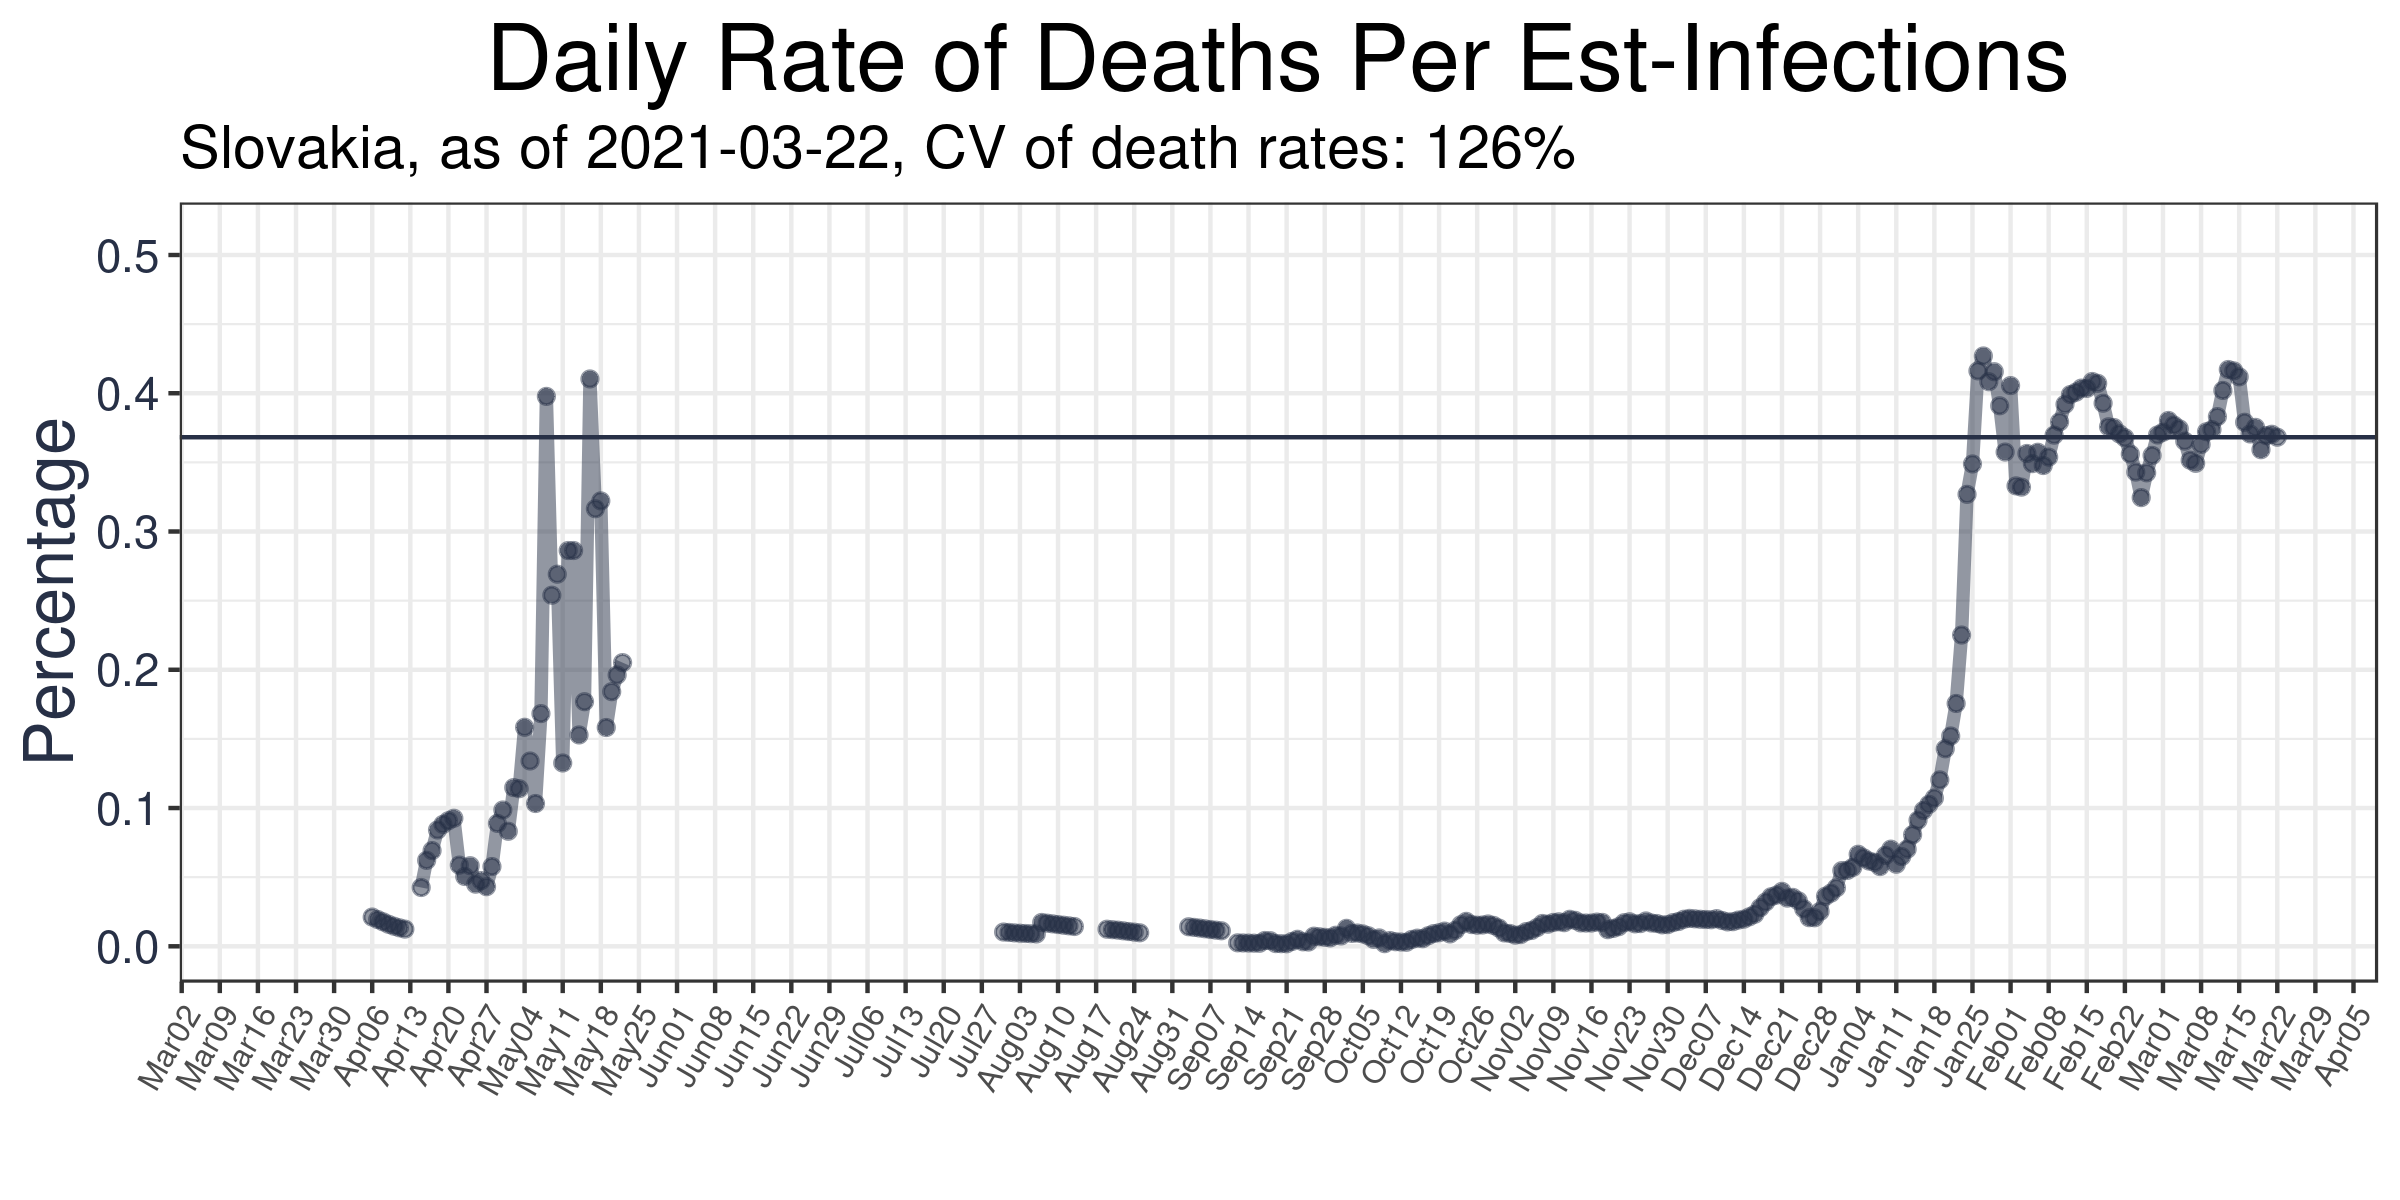 Daily Rate of Deaths Per Est-Infections
Slovakia, as of 2021-03-22, CV of death rates: 126%
Percentage
0.5
0.4
0.3
0.2
0.1
0.0
Mar02
Mar09
Mar16
Mar23
Mar30
Apr06
Apr13
Apr20
Apr27
May04
May11
May18
May25
Jun01
Jun08
Jun15
Jun22
Jun29
Jul06
Jul13
Jul20
Jul27
Aug03
Aug10
Aug17
Aug24
Aug31
Sep07
Sep14
Sep21
Sep28
Oct05
Oct12
Oct19
Oct26
Nov02
Nov09
Nov16
Nov23
Nov30
Dec07
Dec14
Dec21
Dec28
Jan04
Jan11
Jan18
Jan25
Feb01
Feb08
Feb15
Feb22
Mar01
Mar08
Mar15
Mar22
Mar29
Apr05